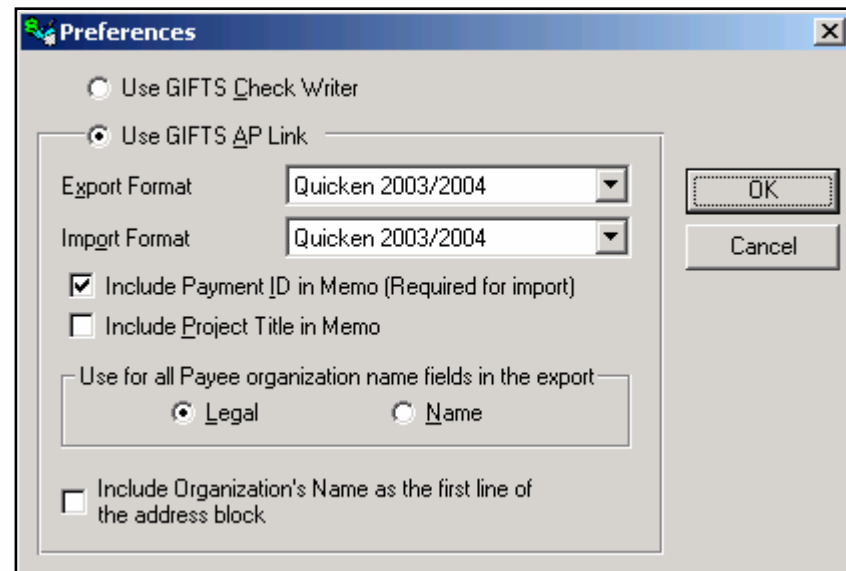 Preferences
Use GIFTS Check Writer
Use GIFTS AP Link
Export Format
Quicken 2003/2004
OK
Import Format
Quicken 2003/2004
Cancel
Include Payment ID in Memo (Required for import)
Include Project Title in Memo
Use for all Payee organization name fields in the export
Legal
Name
Include Organization's Name as the first line of
the address block